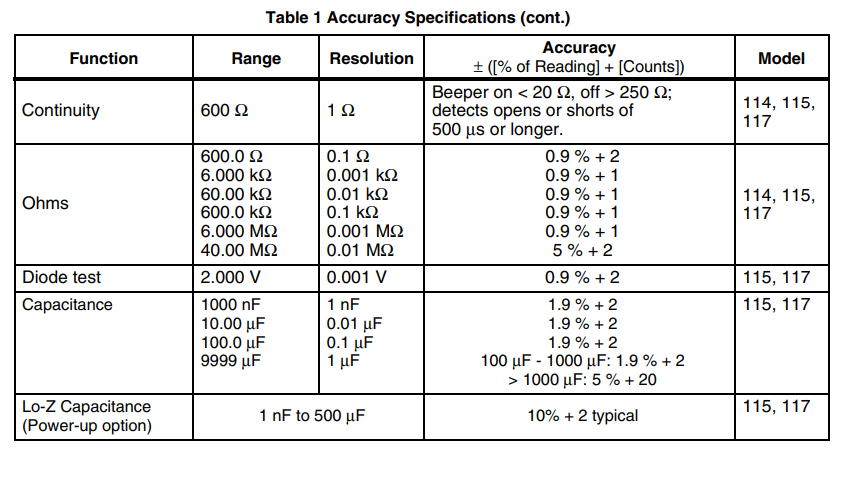 Table 1 Accuracy Specifications (cont.)
Function Range Resolution Accuracy Model
± ([% of Reading] + [Counts])
Continuity 600 Ω 1 Ω Beeper on < 20 Ω, off > 250 Ω; 114, 115,
detects opens or shorts of 117
500 μs or longer.
Ohms 600.0 Ω 0.1 Ω 0.9 % + 2 114, 115,
6.000 kΩ 0.001 kΩ 0.9 % + 1 117
60.00 kΩ 0.01 kΩ 0.9 % + 1
600.0 kΩ 0.1 kΩ 0.9 % + 1
6.000 MΩ 0.001 MΩ 0.9 % + 1
40.00 MΩ 0.01 MΩ 5 % + 2
Diode test 2.000 V 0.001 V 0.9 % + 2 115, 117
Capacitance 1000 nF 1 nF 1.9 % + 2 115, 117
10.00 μF 0.01 μF 1.9 % + 2
100.0 μF 0.1 μF 1.9 % + 2
9999 μF 1 μF 100 μF - 1000 μF: 1.9 % + 2
> 1000 μF: 5 % + 20
Lo-Z Capacitance 1 nF to 500 μF 10% + 2 typical 115, 117
(Power-up option)